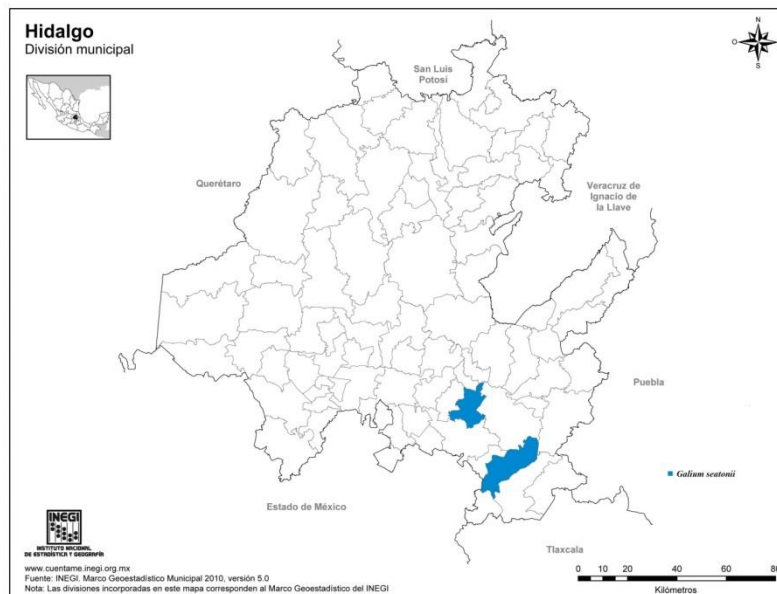 Hidalgo
División municipal
N
O
E
S
San Luis
Potosí
Querétaro
Veracruz de
Ignacio de
la Llave
Puebla
Galium seatonii
Estado de México
Tlaxcala
INEGI
INSTITUTO NACIONAL
DE ESTADÍSTICA Y GEOGRAFÍA
www.cuentame.inegi.org.mx
Fuente: INEGI. Marco Geoestadístico Municipal 2010, versión 5.0
Nota: Las divisiones incorporadas en este mapa corresponden al Marco Geoestadístico del INEGI
0 10 20 40 60 80
Kilómetros